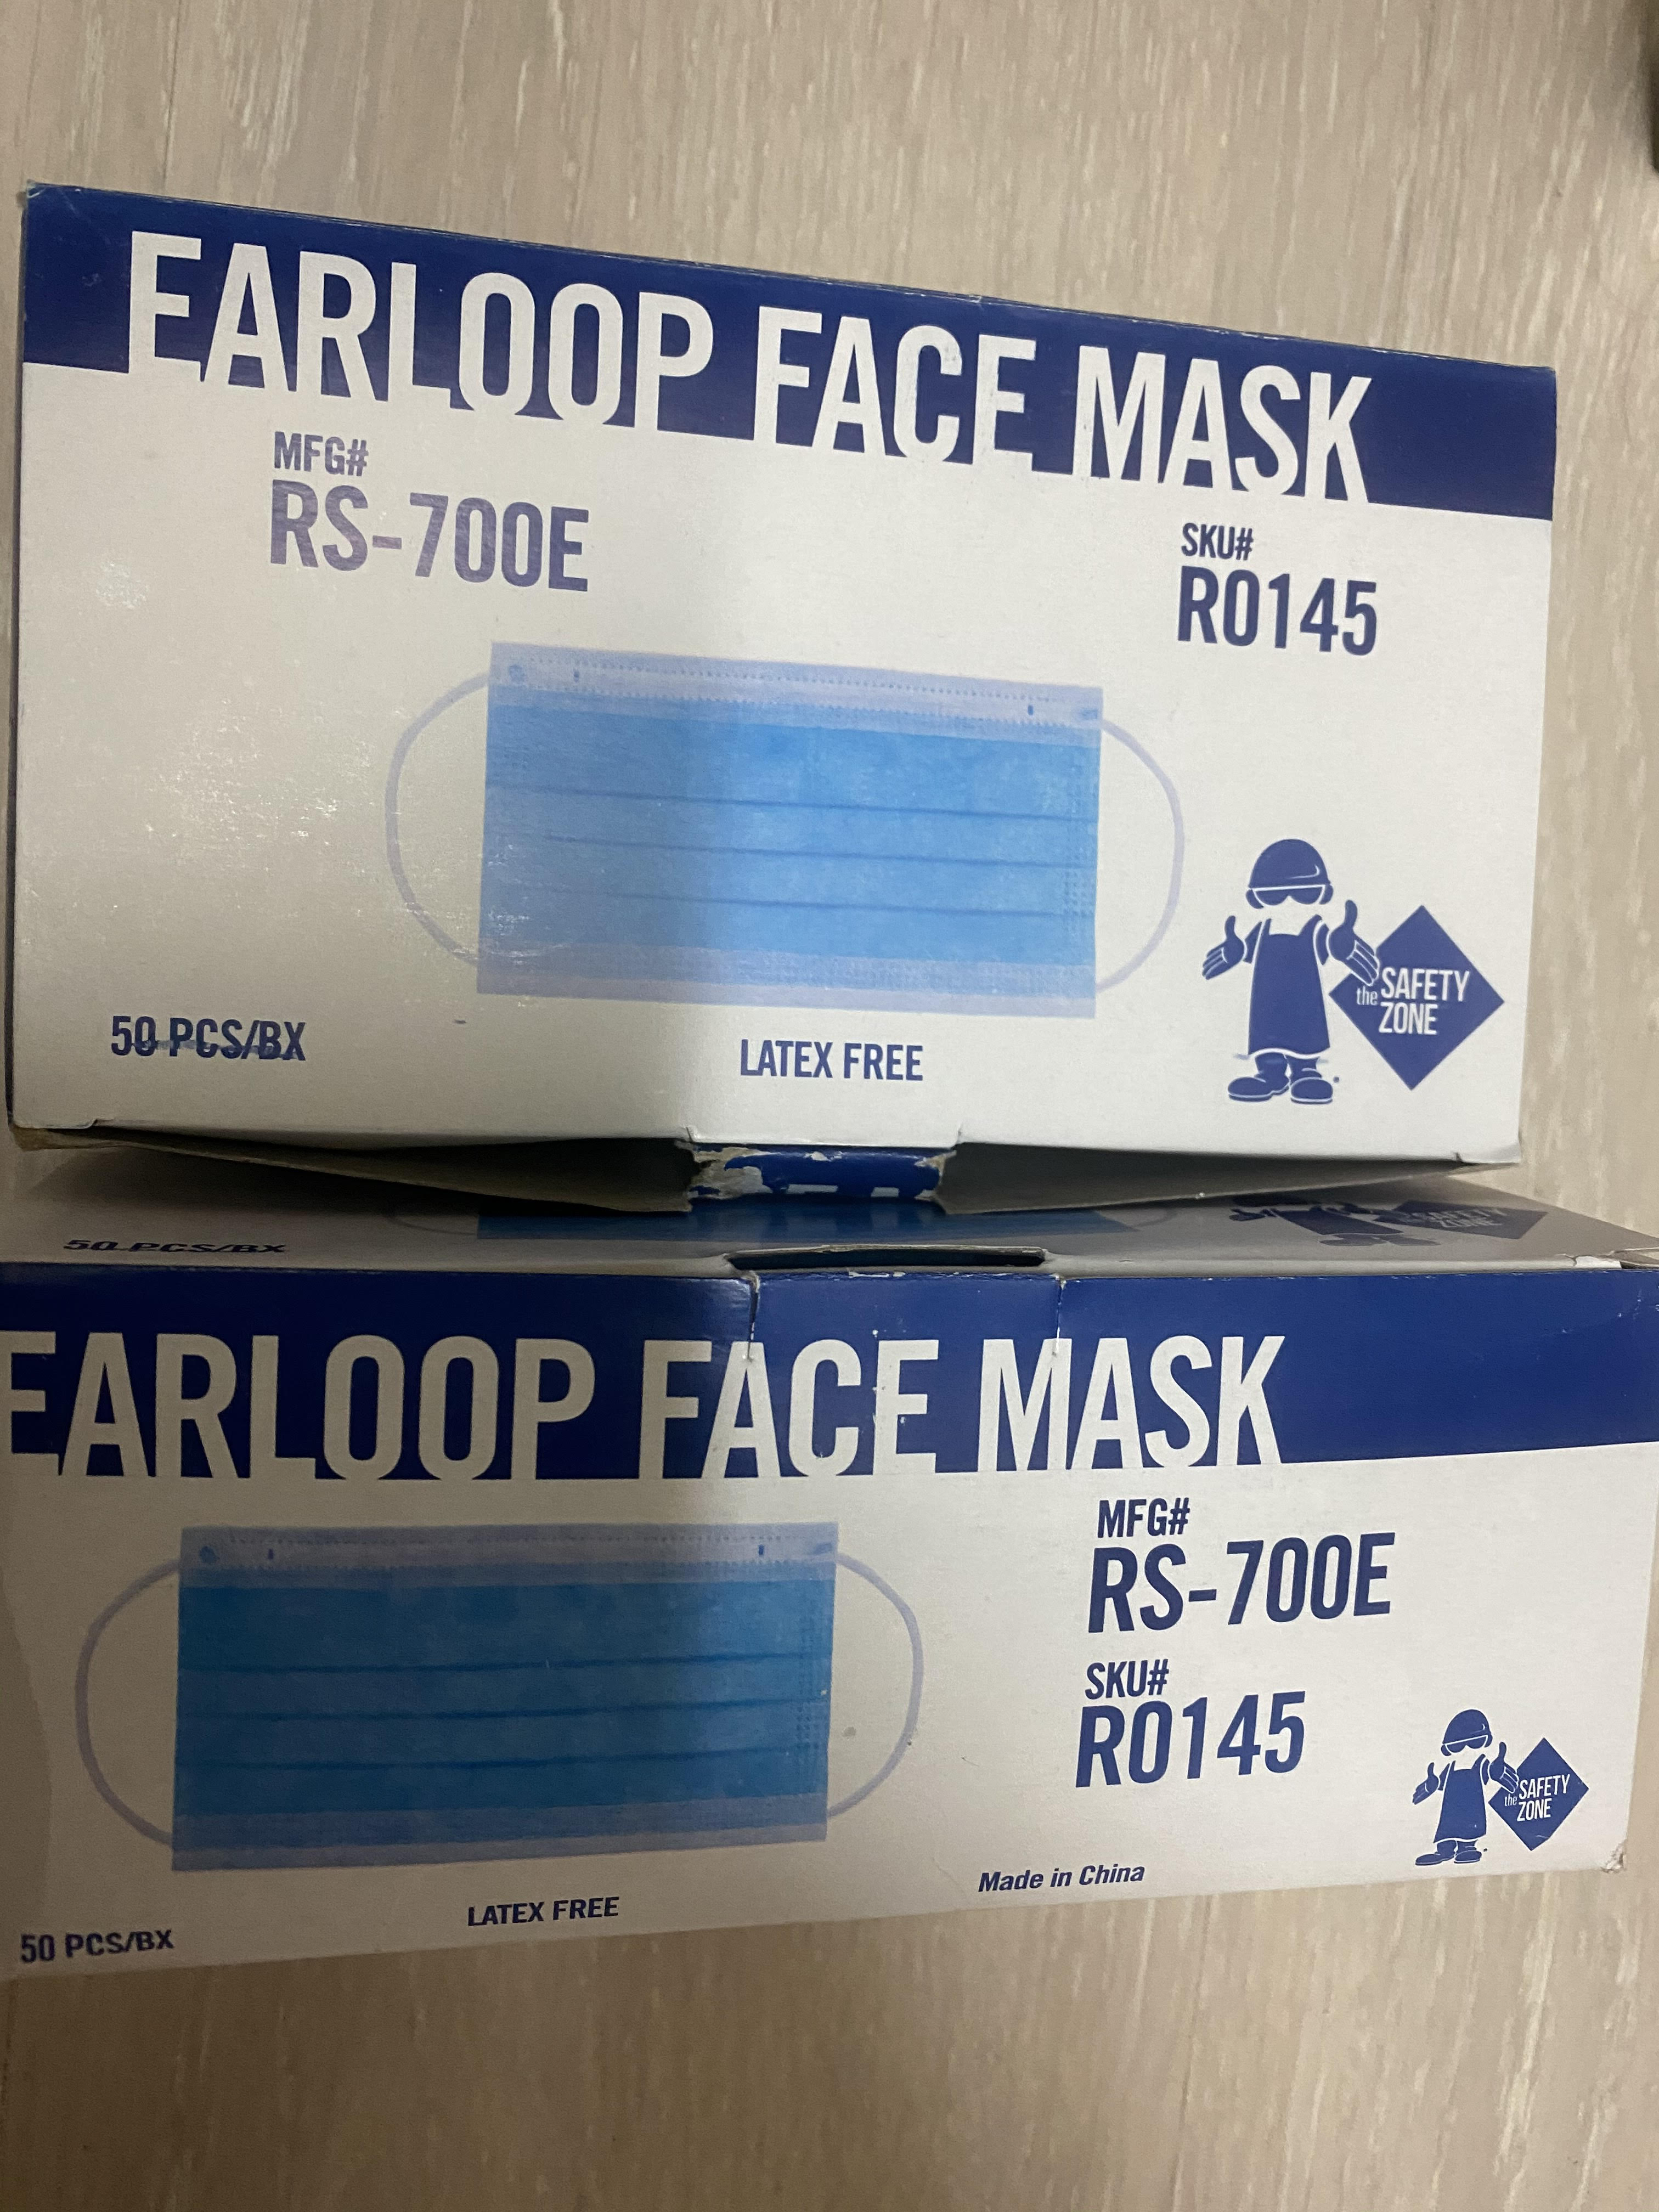 EARLOOP FACE MASK
MFG#
RS-700E
SKU#
R0145
50 PCS/BX
LATEX FREE
the SAFETY
ZONE
50 PCS/BX
SAFETY
ZONE
EARLOOP FACE MASK
MFG#
RS-700E
SKU#
R0145
the SAFETY
ZONE
Made in China
LATEX FREE
50 PCS/BX